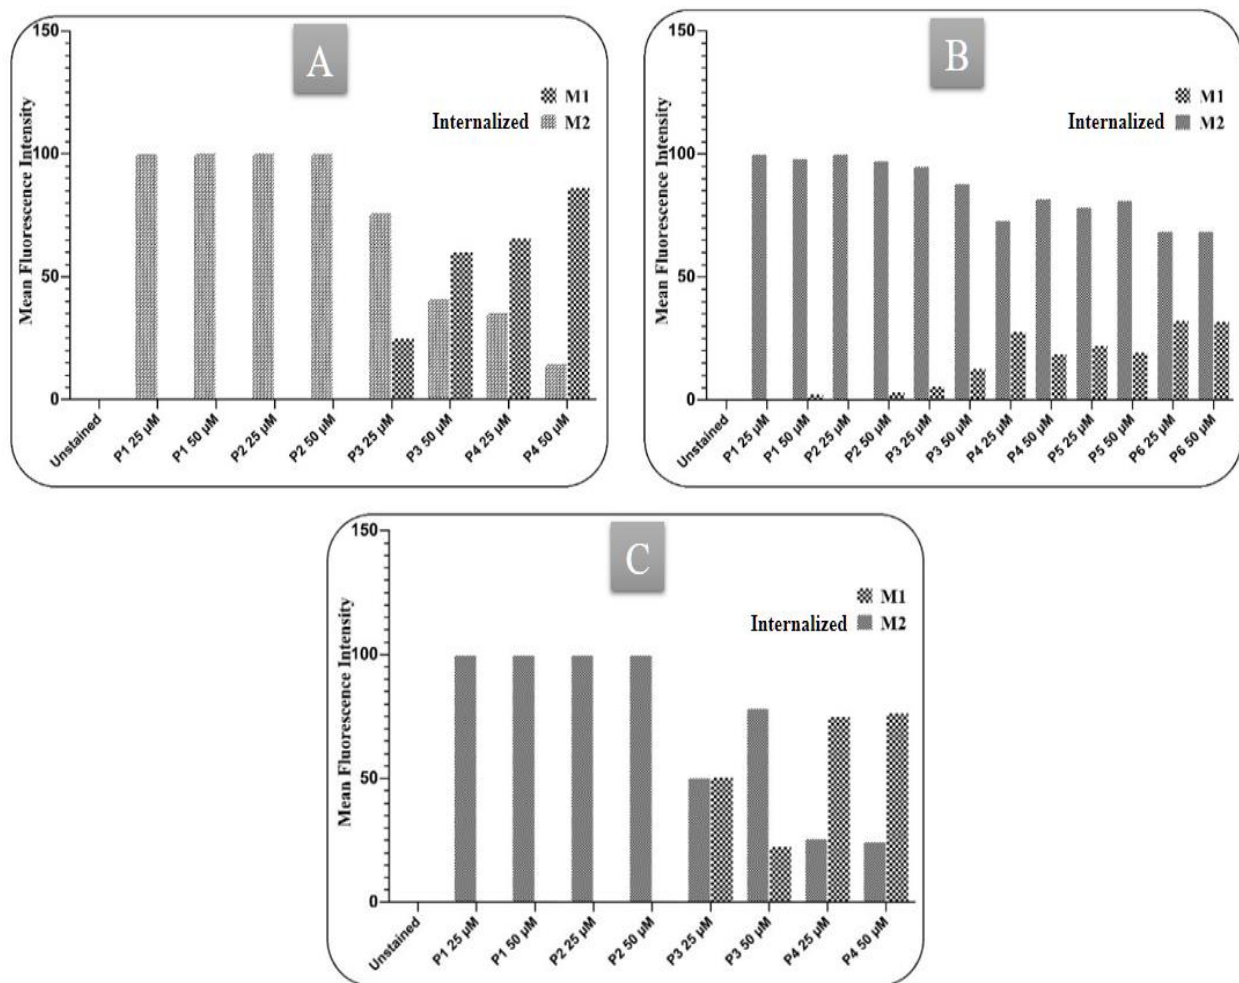 A
150
100
50
0
Mean Fluorescence Intensity
M1
Internalized M2
Unstained
P1 25 µM
P1 50 µM
P2 25 µM
P2 50 µM
P3 25 µM
P3 50 µM
P4 25 µM
P4 50 µM
B
150
100
50
0
Mean Fluorescence Intensity
M1
Internalized M2
Unstained
P1 25 µM
P1 50 µM
P2 25 µM
P2 50 µM
P3 25 µM
P3 50 µM
P4 25 µM
P4 50 µM
P5 25 µM
P5 50 µM
P6 25 µM
P6 50 µM
C
150
100
50
0
Mean Fluorescence Intensity
M1
Internalized M2
Unstained
P1 25 µM
P1 50 µM
P2 25 µM
P2 50 µM
P3 25 µM
P3 50 µM
P4 25 µM
P4 50 µM